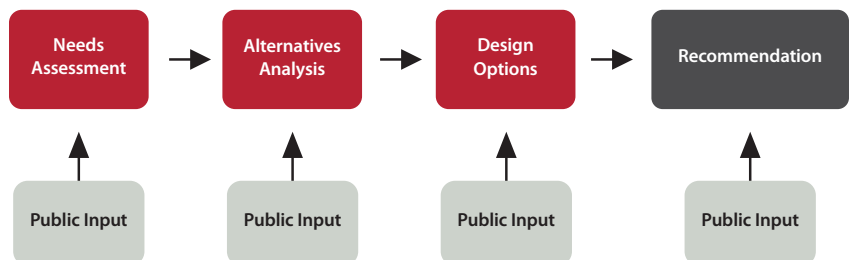 Needs
Assessment
Alternatives
Analysis
Design
Options
Recommendation
Public Input
Public Input
Public Input
Public Input